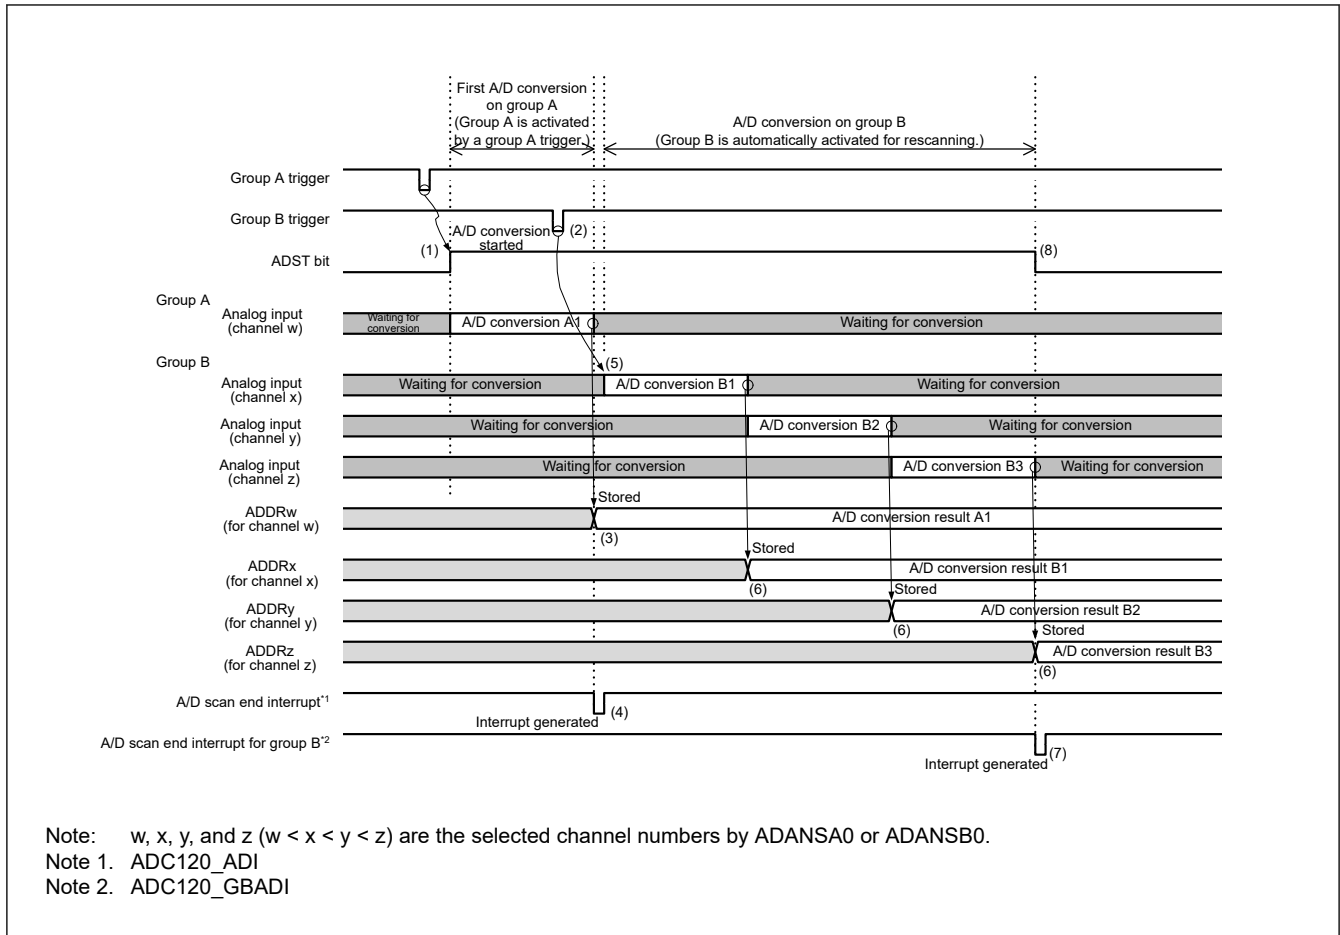 First A/D conversion
on group A
(Group A is activated
by a group A trigger.)
A/D conversion on group B
(Group B is automatically activated for rescanning.)
Group A trigger
Group B trigger
(2)
A/D conversion
started
(1)
(8)
ADST bit
Group A
Analog input
(channel w)
Waiting for
conversion
A/D conversion A1
Waiting for conversion
Group B
(5)
Analog input
(channel x)
Waiting for conversion
A/D conversion B1
Waiting for conversion
Analog input
(channel y)
Waiting for conversion
A/D conversion B2
Waiting for conversion
Analog input
(channel z)
Waiting for conversion
A/D conversion B3
Waiting for conversion
Stored
ADDRw
(for channel w)
A/D conversion result A1
(3)
Stored
ADDRx
(for channel x)
A/D conversion result B1
(6)
Stored
ADDRy
(for channel y)
A/D conversion result B2
(6)
Stored
ADDRz
(for channel z)
A/D conversion result B3
(6)
A/D scan end interrupt*1
(4)
Interrupt generated
A/D scan end interrupt for group B*2
(7)
Interrupt generated
Note: w, x, y, and z (w < x < y < z) are the selected channel numbers by ADANSA0 or ADANSB0.
Note 1. ADC120_ADI
Note 2. ADC120_GBADI